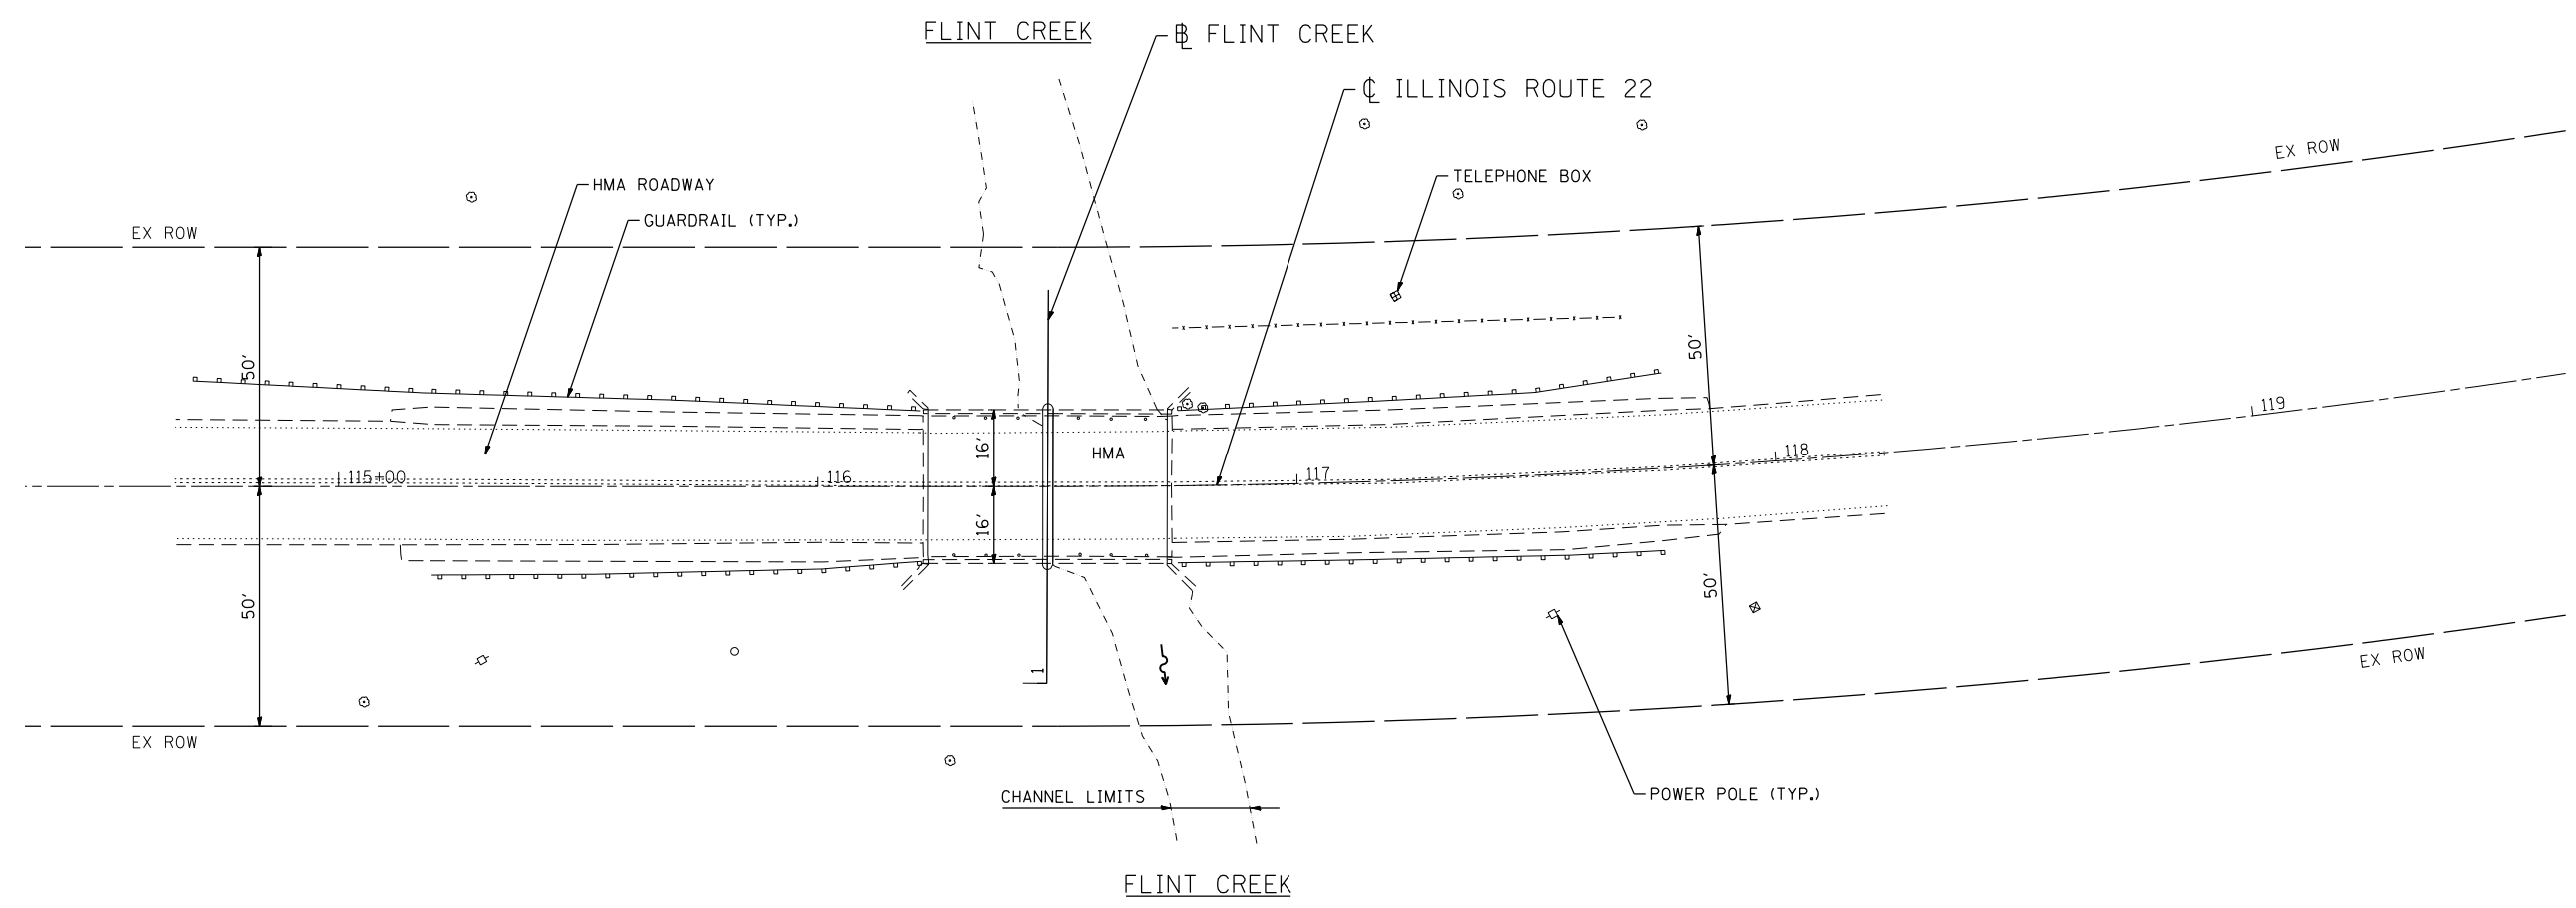 FLINT CREEK
℄ FLINT CREEK
℄ ILLINOIS ROUTE 22
EX ROW
TELEPHONE BOX
HMA ROADWAY
GUARDRAIL (TYP.)
EX ROW
50'
50'
119
16'
HMA
118
115+00
116
117
16'
50'
50'
EX ROW
1
EX ROW
CHANNEL LIMITS
POWER POLE (TYP.)
FLINT CREEK